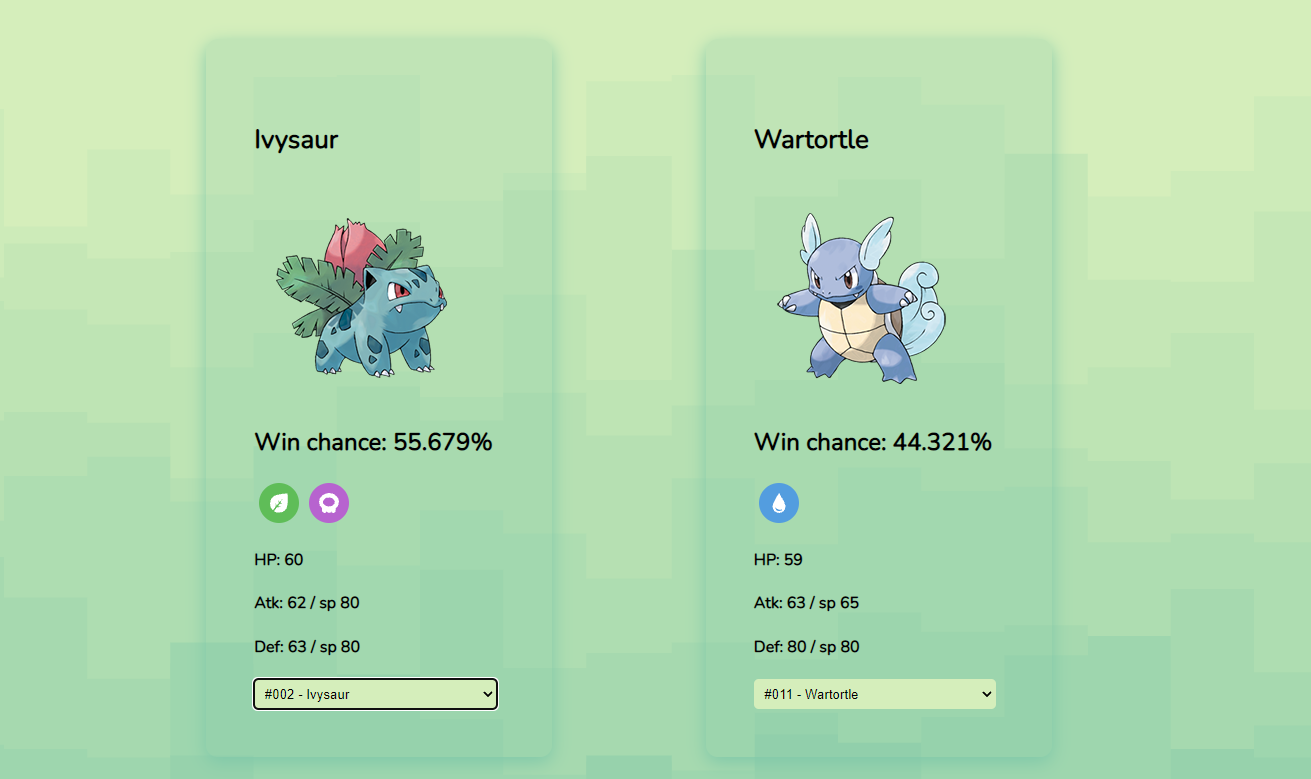 Ivysaur
Win chance: 55.679%
HP: 60
Atk: 62 / sp 80
Def: 63 / sp 80
#002 - Ivysaur
Wartortle
Win chance: 44.321%
HP: 59
Atk: 63 / sp 65
Def: 80 / sp 80
#011 - Wartortle